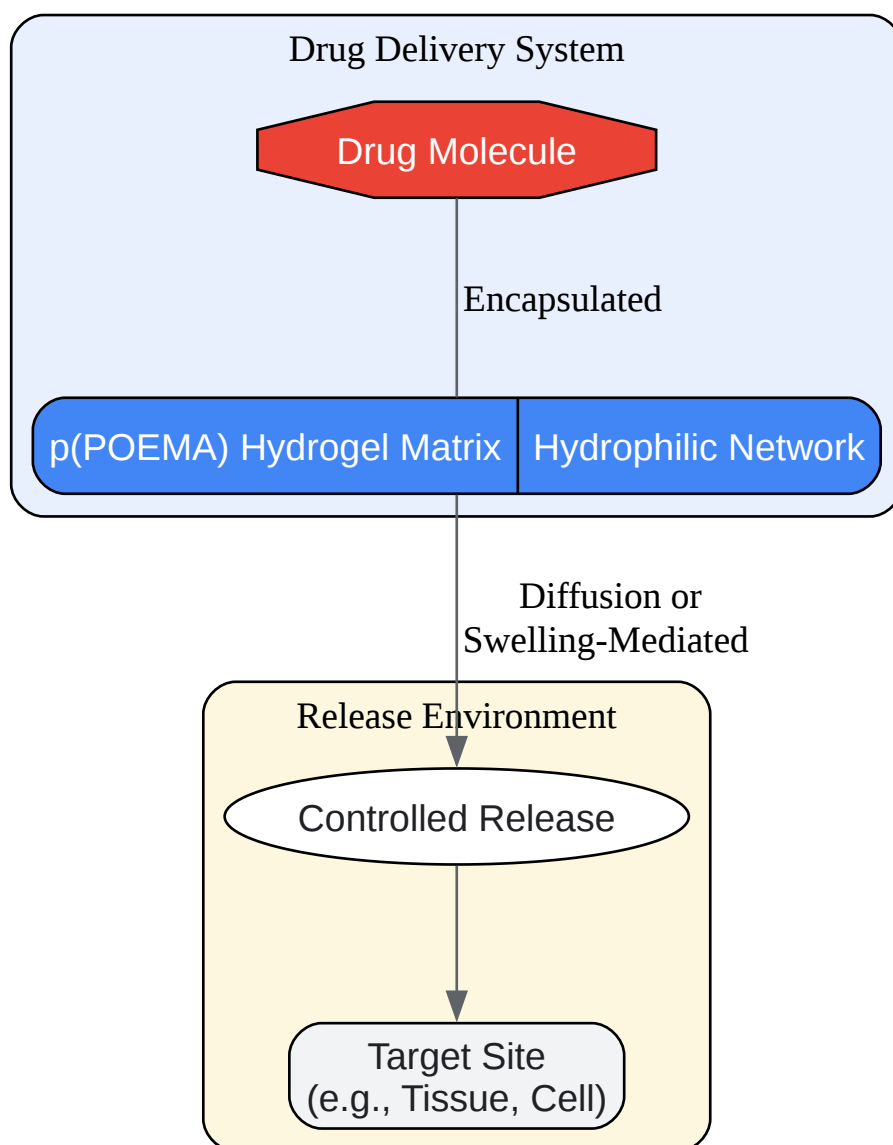 Drug Delivery System
Drug Molecule
Encapsulated
p(POEMA) Hydrogel Matrix
Hydrophilic Network
Diffusion or
Swelling-Mediated
Release Environment
Controlled Release
Target Site
(e.g., Tissue, Cell)